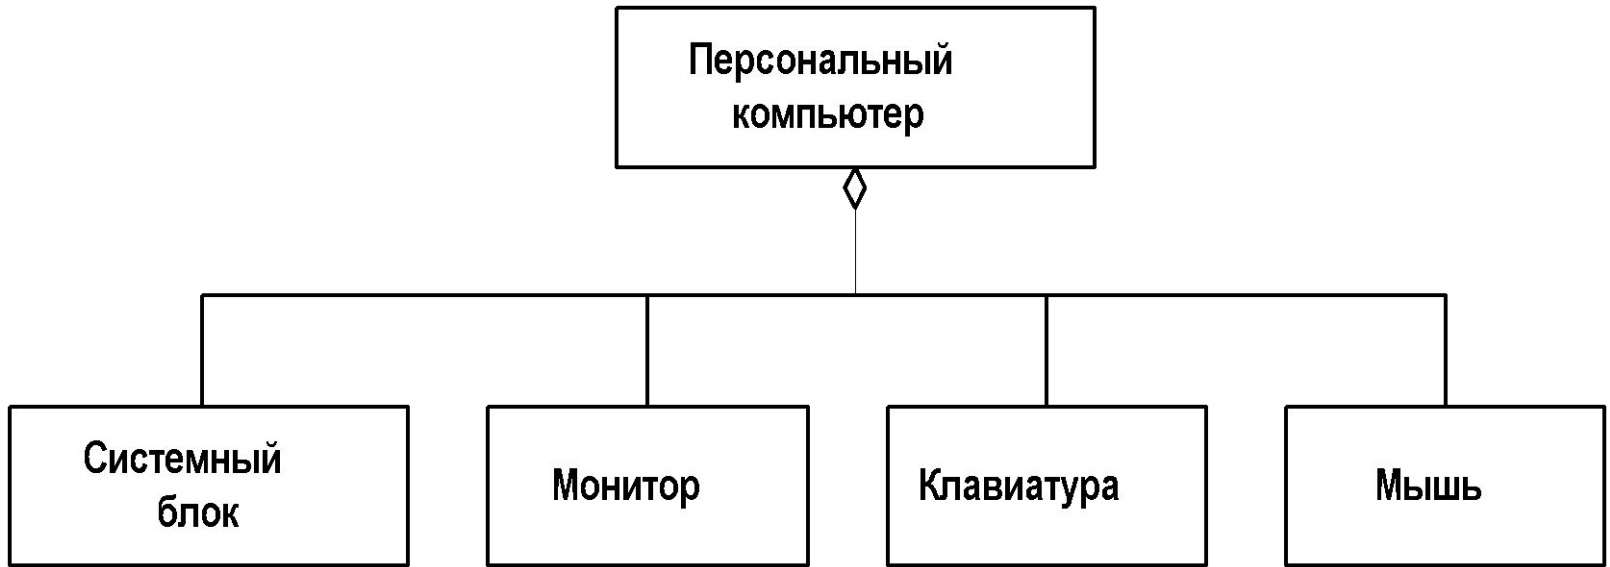 Персональный
компьютер
Системный
блок
Монитор
Клавиатура
Мышь